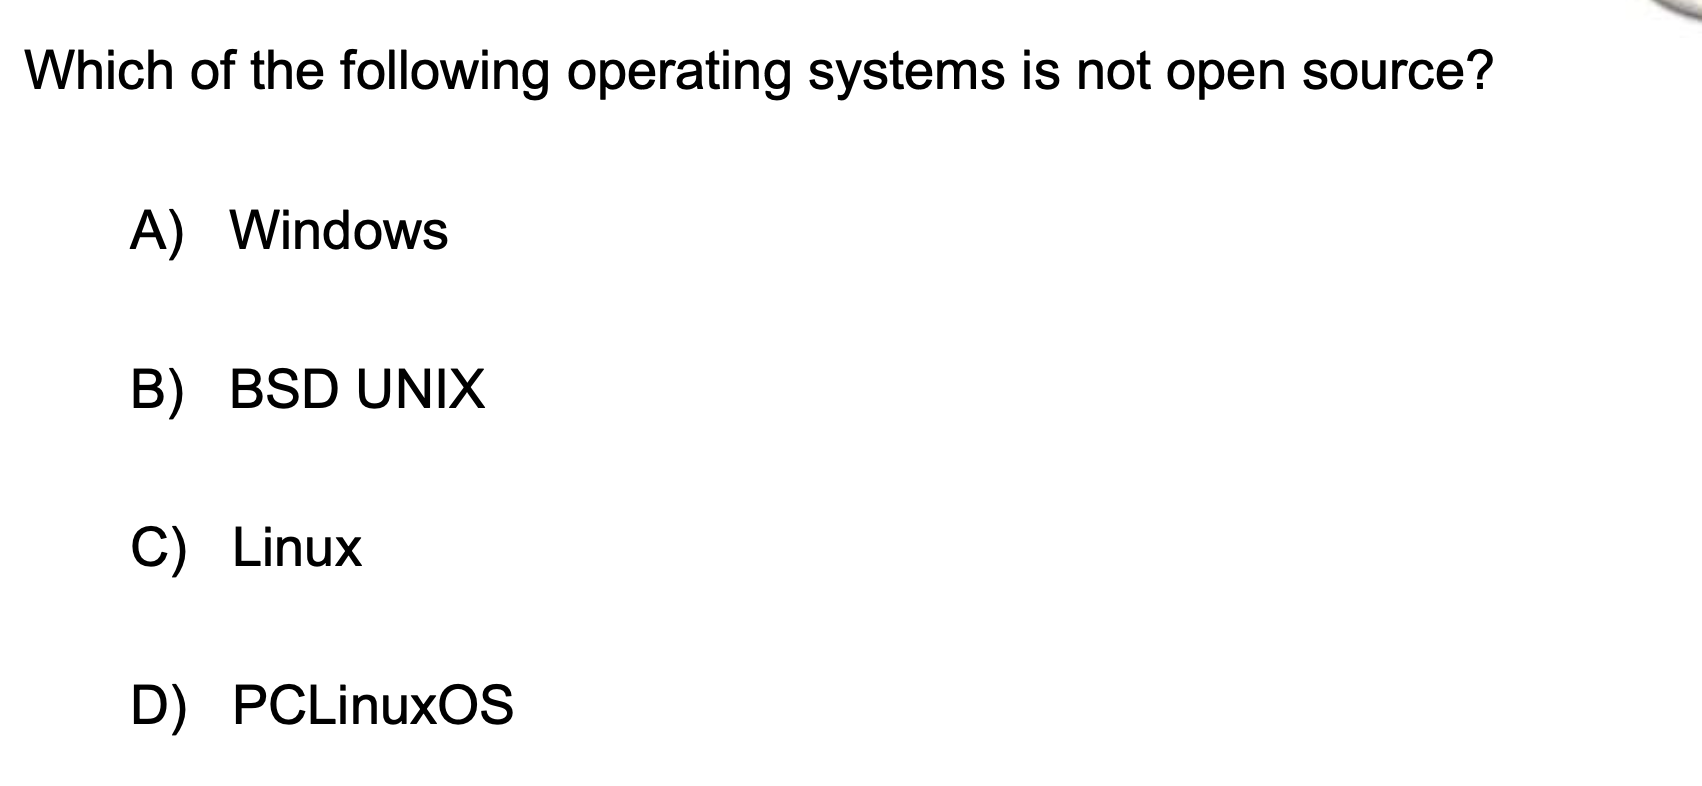 Which of the following operating systems is not open source?
A) Windows
B) BSD UNIX
C) Linux
D) PCLinuxOS